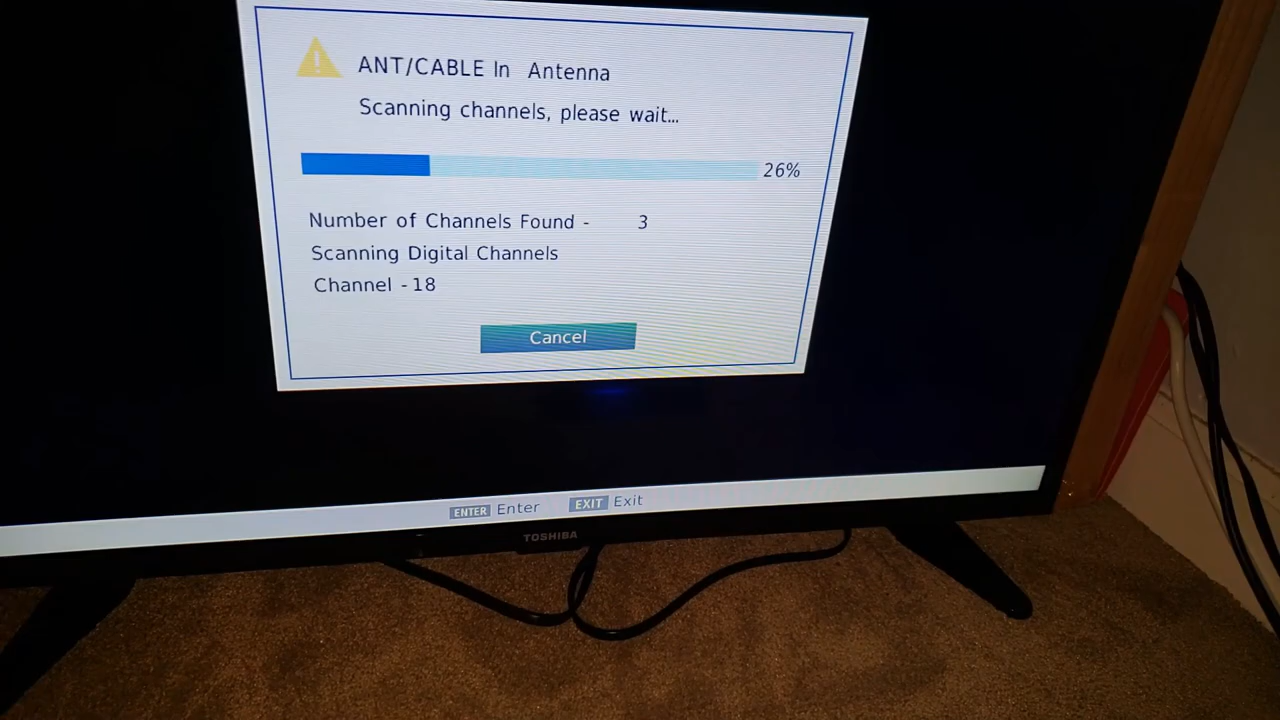 ANT/CABLE In Antenna
Scanning channels, please wait...
26%
Number of Channels Found - 3
Scanning Digital Channels
Channel - 18
Cancel
ENTER Enter EXIT Exit
TOSHIBA